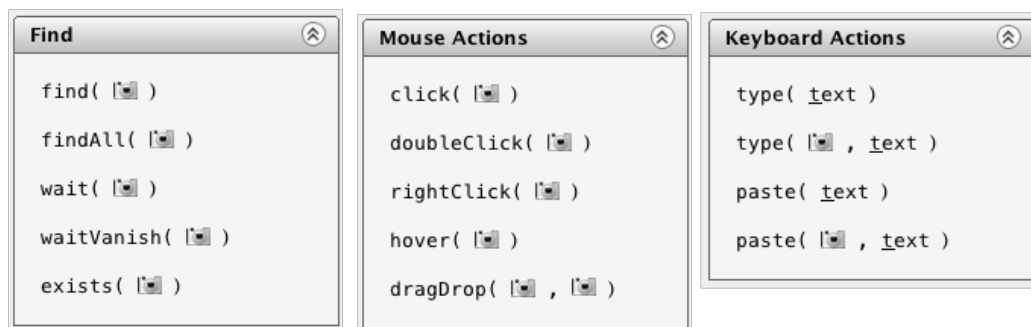 Find
find( )
findAll( )
wait( )
waitVanish( )
exists( )
Mouse Actions
click( )
doubleClick( )
rightClick( )
hover( )
dragDrop( , )
Keyboard Actions
type( text )
type( , text )
paste( text )
paste( , text )